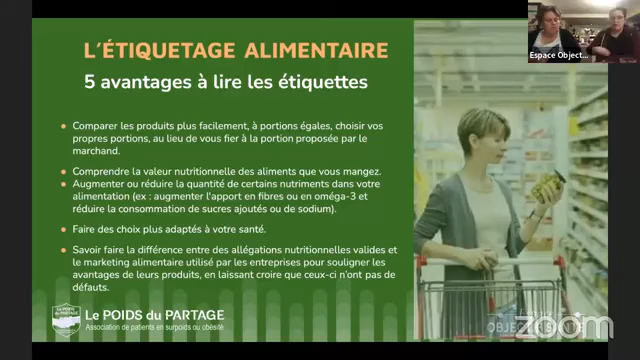 L'ÉTIQUETAGE ALIMENTAIRE
5 avantages à lire les étiquettes
Comparer les produits plus facilement, à portions égales, choisir vos
propres portions, au lieu de vous fier à la portion proposée par le
marchand.
Comprendre la valeur nutritionnelle des aliments que vous mangez.
Augmenter ou réduire la quantité de certains nutriments dans votre
alimentation (ex : augmenter l'apport en fibres ou en oméga-3 et
réduire la consommation de sucres ajoutés ou de sodium).
Faire des choix plus adaptés à votre santé.
Savoir faire la différence entre des allégations nutritionnelles valides et
le marketing alimentaire utilisé par les entreprises pour souligner les
avantages de leurs produits, en laissant croire que ceux-ci n'ont pas de
défauts.
Le POIDS du PARTAGE
Association de patients en surpoids ou obésité
Espace Object...
zoom